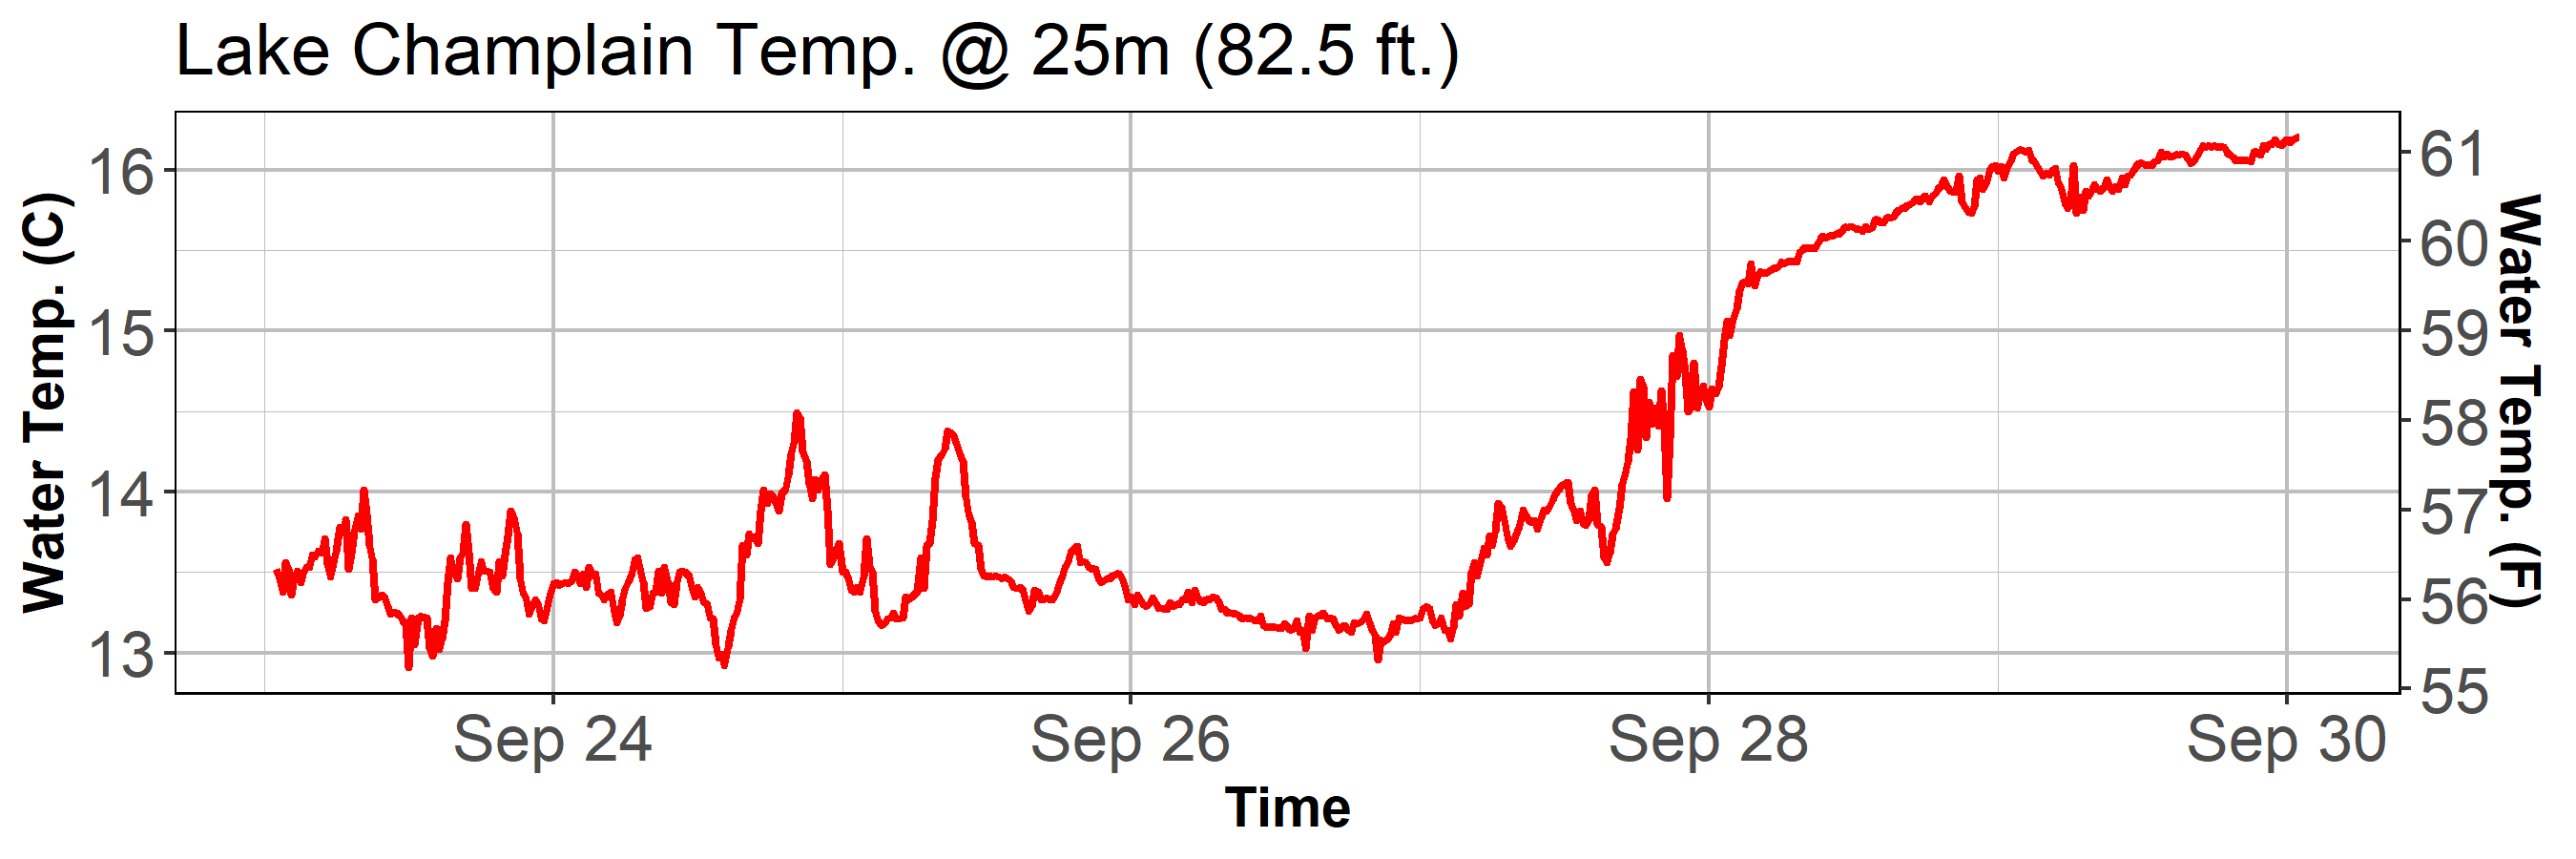 Lake Champlain Temp. @ 25m (82.5 ft.)
Water Temp. (C)
16
15
14
13
61
60
59
58
57
56
55
Water Temp. (F)
Sep 24
Sep 26
Sep 28
Sep 30
Time